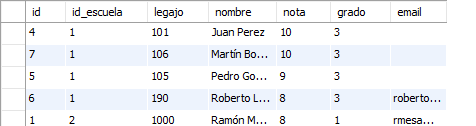 id id_escuela legajo nombre nota grado email
4 1 101 Juan Perez 10 3
7 1 106 Martín Bo... 10 3
5 1 105 Pedro Go... 9 3
6 1 190 Roberto L... 8 3 roberto...
1 2 1000 Ramón M... 8 1 rmesa...